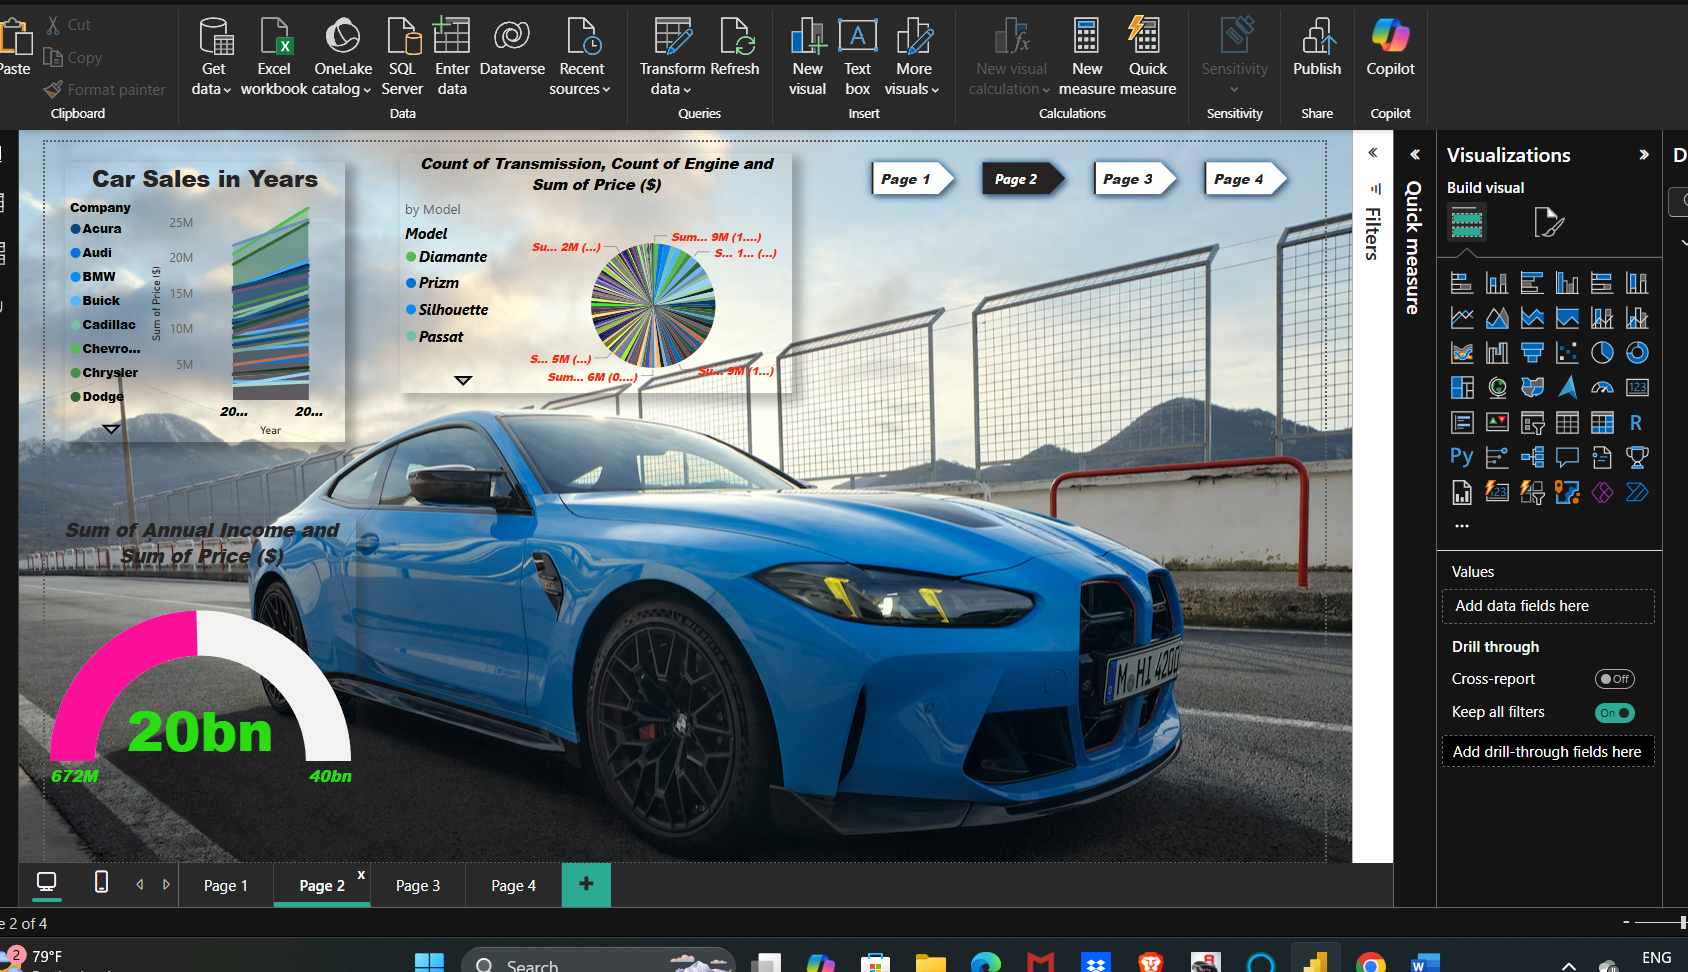 Paste
Cut
Copy
Format painter
Clipboard
Get data
Excel workbook
OneLake catalog
SQL Server
Enter data
Dataverse
Recent sources
Data
Transform data
Refresh
Queries
New visual
Text box
More visuals
Insert
New visual calculation
New measure
Quick measure
Calculations
Sensitivity
Sensitivity
Publish
Share
Copilot
Copilot
Car Sales in Years
Company
Acura
Audi
BMW
Buick
Cadillac
Chevro...
Chrysler
Dodge
Sum of Price ($)
25M
20M
15M
10M
5M
20...
20...
Year
Count of Transmission, Count of Engine and
Sum of Price ($)
by Model
Model
Diamante
Prizm
Silhouette
Passat
Su... 2M (...)
Sum... 9M (1....)
S... 1... (...)
S... 5M (...)
Sum... 6M (0....)
Su... 9M (1...)
Page 1
Page 2
Page 3
Page 4
Sum of Annual Income and
Sum of Price ($)
20bn
672M
40bn
Filters
Quick measure
Visualizations
Build visual
123
R
Py
123
...
Values
Add data fields here
Drill through
Cross-report
Off
Keep all filters
On
Add drill-through fields here
Page 1
Page 2
x
Page 3
Page 4
+
e 2 of 4
2
79°F
Search
ENG